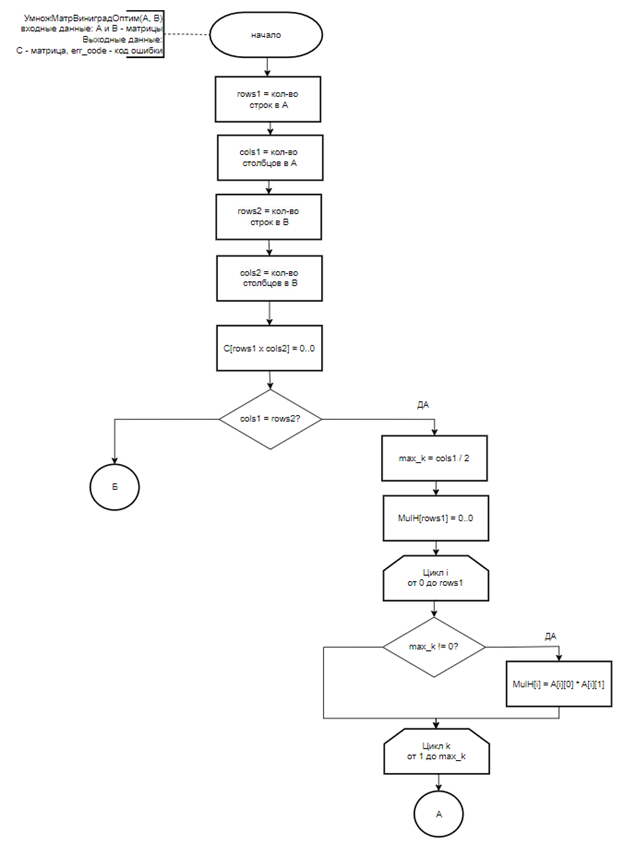 УмножМатрВиниградОптим(А, В)
входные данные: А и В - матрицы
Выходные данные:
С - матрица, err_code - код ошибки
начало
rows1 = кол-во
строк в А
cols1 = кол-во
столбцов в А
rows2 = кол-во
строк в В
cols2 = кол-во
столбцов в В
C[rows1 x cols2] = 0..0
cols1 = rows2?
ДА
Б
max_k = cols1 / 2
MulH[rows1] = 0..0
Цикл i
от 0 до rows1
max_k != 0?
ДА
MulH[i] = A[i][0] * A[i][1]
Цикл k
от 1 до max_k
А